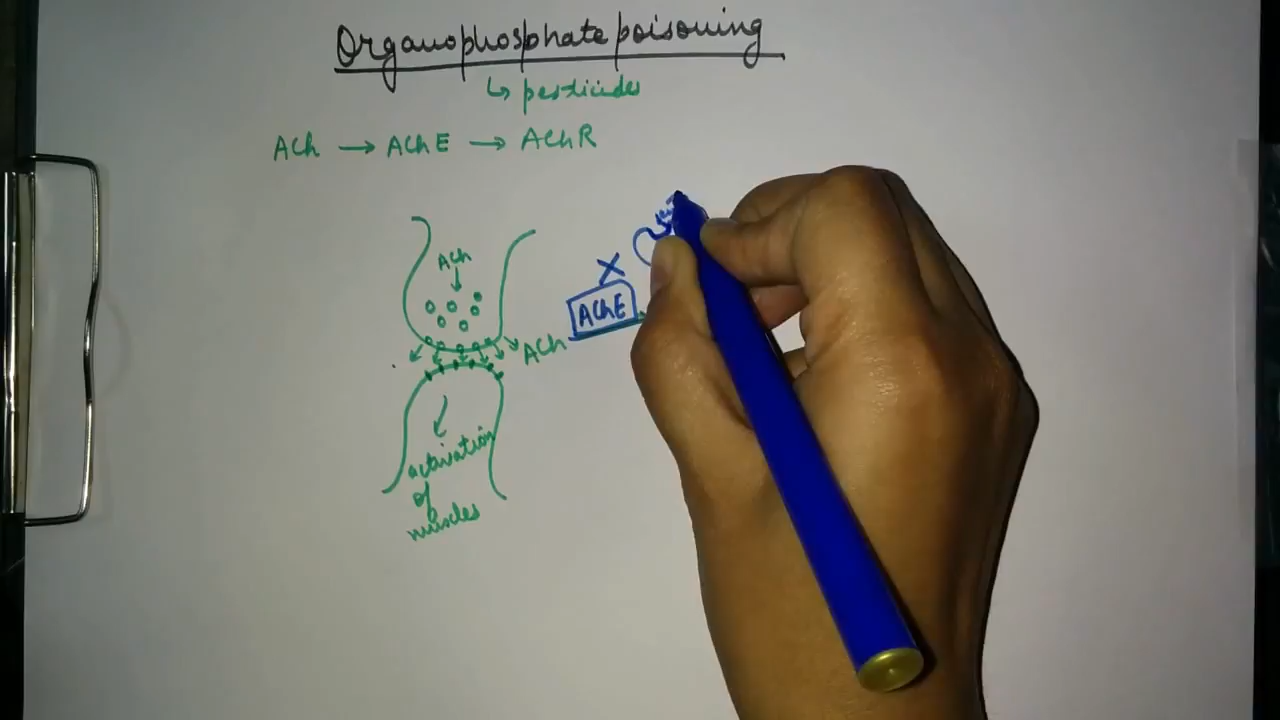 Organophosphate poisoning
↳ pesticides
Ach → AChE → AChR
Ach
AChE
ACh
activation
of
muscles